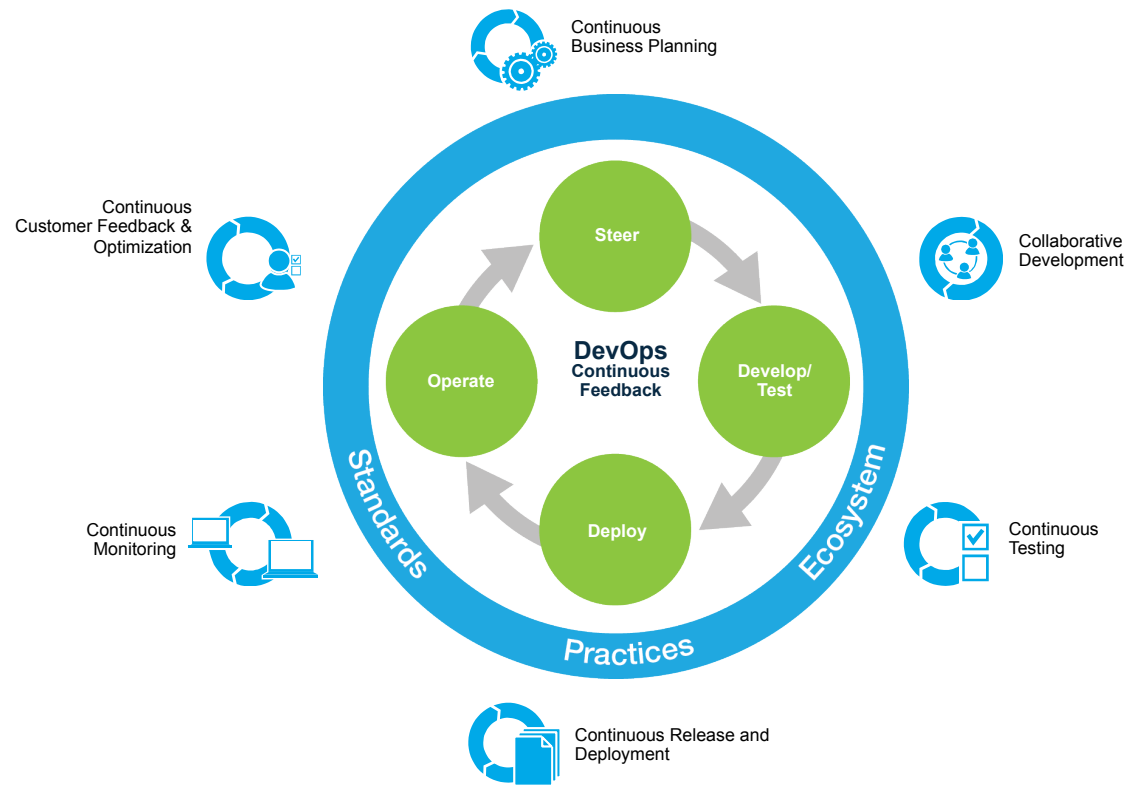 Continuous
Business Planning
Continuous
Customer Feedback &
Optimization
Steer
Collaborative
Development
DevOps
Continuous
Feedback
Operate
Develop/
Test
Standards
Ecosystem
Continuous
Monitoring
Deploy
Continuous
Testing
Practices
Continuous Release and
Deployment